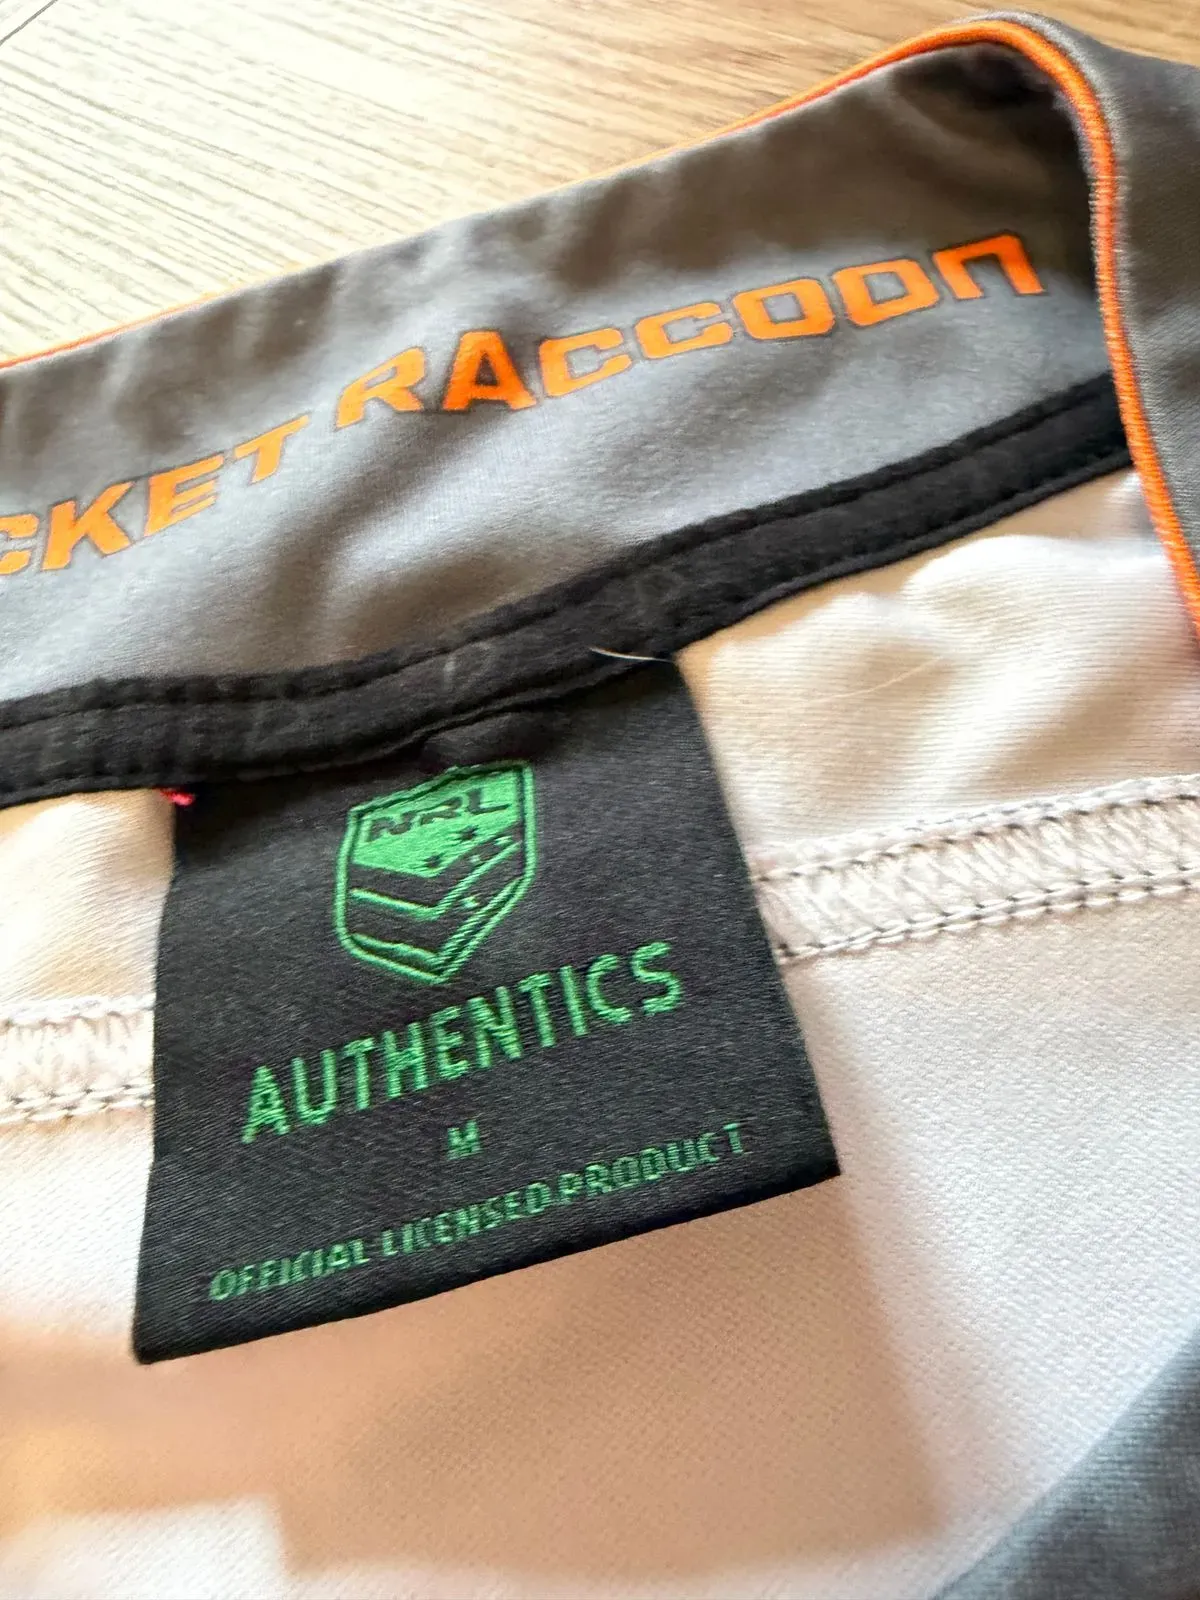 CKET RACCOON
NRL
AUTHENTICS
M
OFFICIAL LICENSED PRODUCT